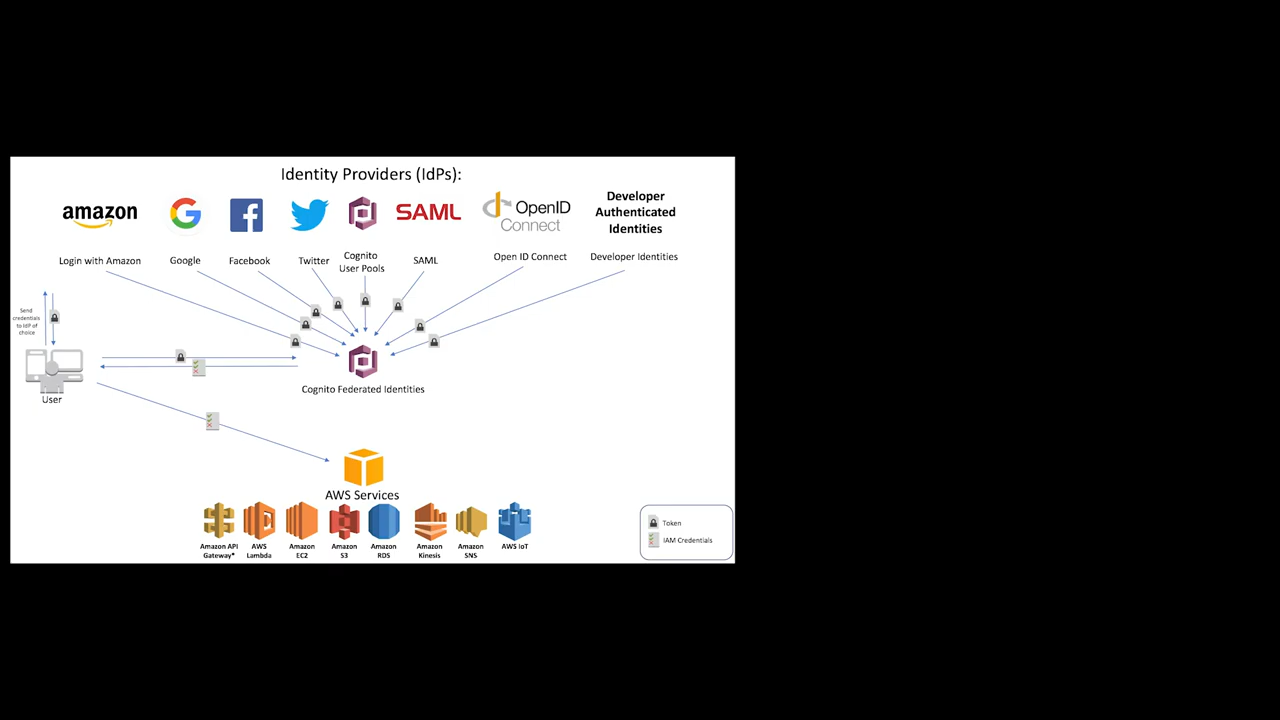 Identity Providers (IdPs):
amazon
SAML
OpenID
Connect
Developer
Authenticated
Identities
Login with Amazon
Google
Facebook
Twitter
Cognito
User Pools
SAML
Open ID Connect
Developer Identities
Send
credentials
to IdP of
choice
User
Cognito Federated Identities
AWS Services
Amazon API
Gateway*
AWS
Lambda
Amazon
EC2
Amazon
S3
Amazon
RDS
Amazon
Kinesis
Amazon
SNS
AWS IoT
Token
IAM Credentials